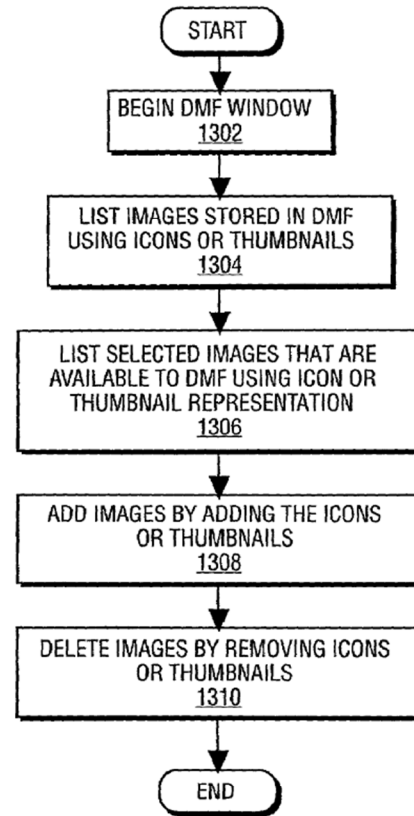 START
BEGIN DMF WINDOW
1302
LIST IMAGES STORED IN DMF
USING ICONS OR THUMBNAILS
1304
LIST SELECTED IMAGES THAT ARE
AVAILABLE TO DMF USING ICON OR
THUMBNAIL REPRESENTATION
1306
ADD IMAGES BY ADDING THE ICONS
OR THUMBNAILS
1308
DELETE IMAGES BY REMOVING ICONS
OR THUMBNAILS
1310
END